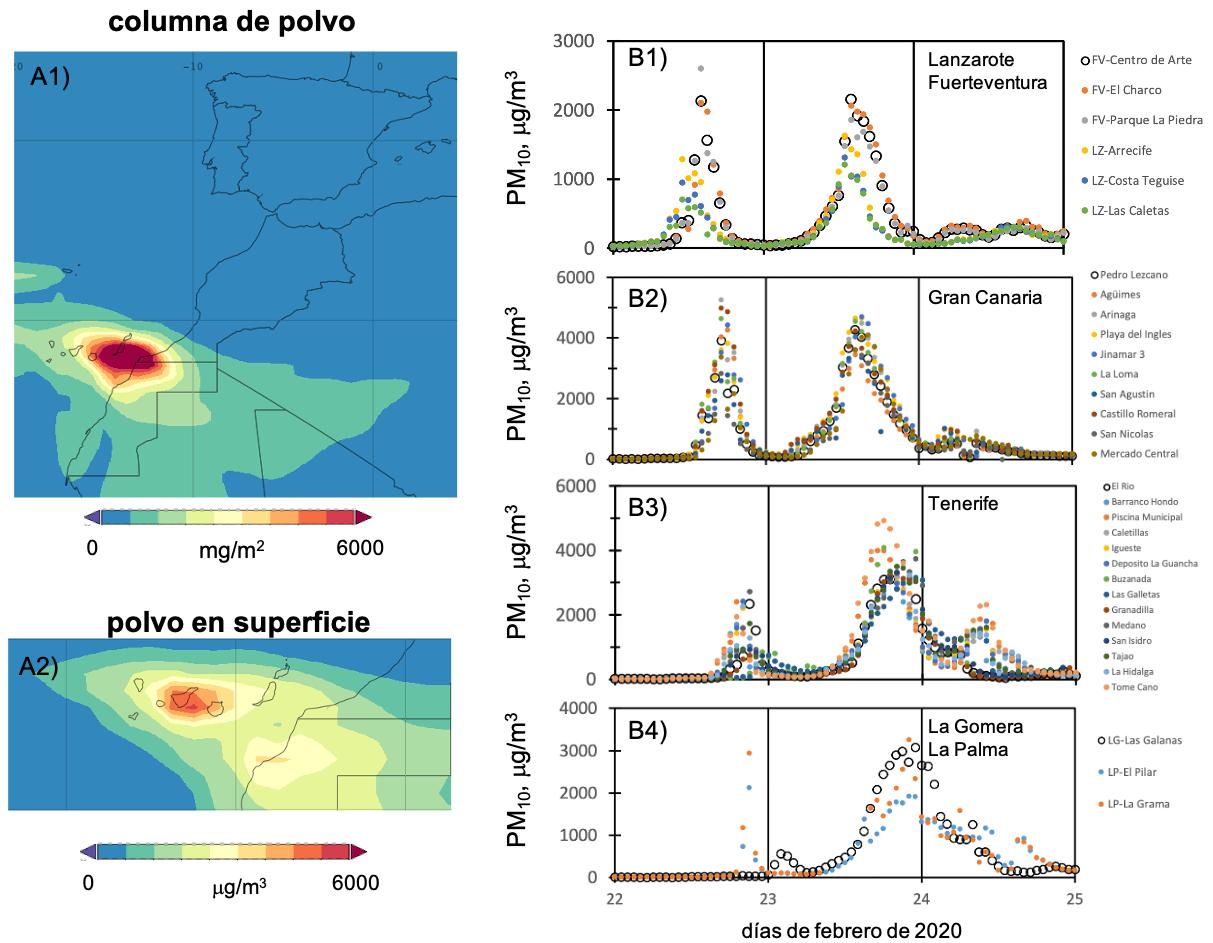 columna de polvo
A1)
20
-10
0
0
mg/m2
6000
polvo en superficie
A2)
0
µg/m3
6000
B1)
Lanzarote
Fuerteventura
PM10, µg/m3
3000
2000
1000
0
FV-Centro de Arte
FV-El Charco
FV-Parque La Piedra
LZ-Arrecife
LZ-Costa Teguise
LZ-Las Caletas
B2)
Gran Canaria
PM10, µg/m3
6000
4000
2000
0
Pedro Lezcano
Agüimes
Arinaga
Playa del Ingles
Jinamar 3
La Loma
San Agustin
Castillo Romeral
San Nicolas
Mercado Central
B3)
Tenerife
PM10, µg/m3
6000
4000
2000
0
El Rio
Barranco Hondo
Piscina Municipal
Caletillas
Igueste
Deposito La Guancha
Buzanada
Las Galletas
Granadilla
Medano
San Isidro
Tajao
La Hidalga
Tome Cano
B4)
La Gomera
La Palma
PM10, µg/m3
4000
3000
2000
1000
0
LG-Las Galanas
LP-El Pilar
LP-La Grama
22
23
24
25
días de febrero de 2020